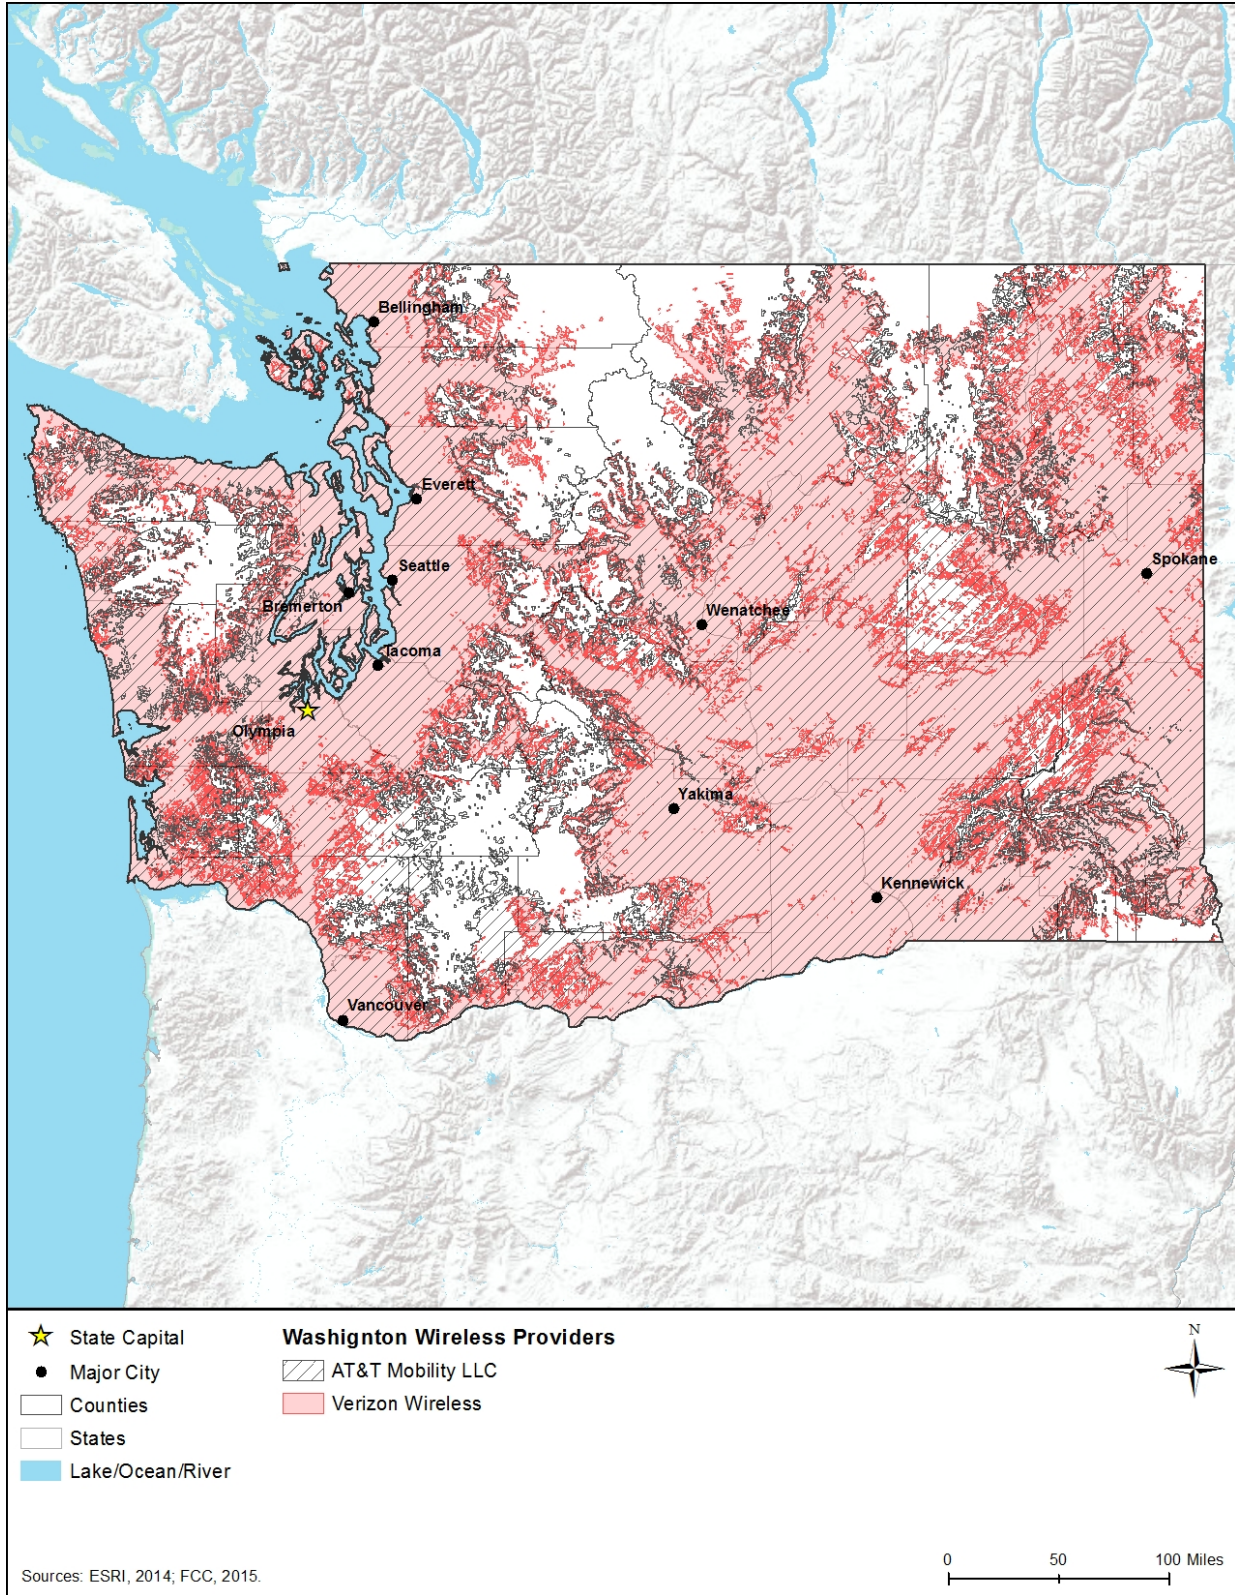 Bellingham
Everett
Seattle
Spokane
Bremerton
Wenatchee
Tacoma
Olympia
Yakima
Kennewick
Vancouver
State Capital
Major City
Counties
States
Lake/Ocean/River
Washignton Wireless Providers
AT&T Mobility LLC
Verizon Wireless
N
Sources: ESRI, 2014; FCC, 2015.
0 50 100 Miles